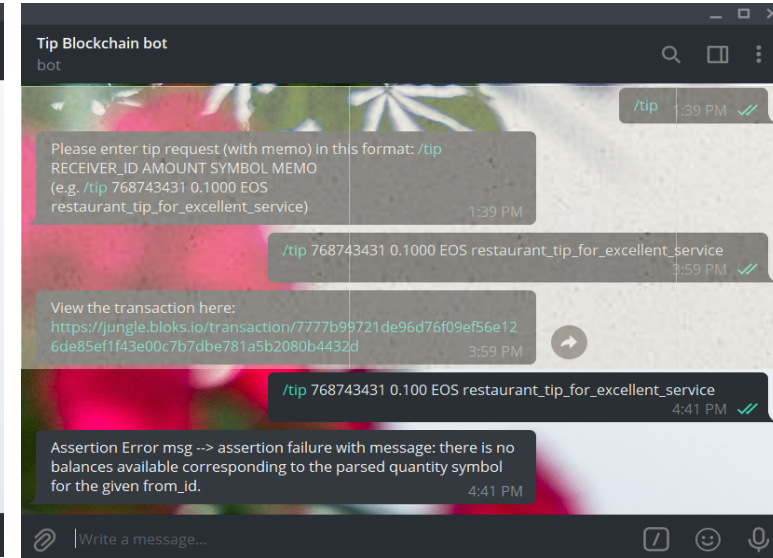 Tip Blockchain bot
bot
/tip 1:39 PM
Please enter tip request (with memo) in this format: /tip
RECEIVER_ID AMOUNT SYMBOL MEMO
(e.g. /tip 768743431 0.1000 EOS
restaurant_tip_for_excellent_service)
1:39 PM
/tip 768743431 0.1000 EOS restaurant_tip_for_excellent_service
3:59 PM
View the transaction here:
https://jungle.bloks.io/transaction/7777b99721de96d76f09ef56e12
6de85ef1f43e00c7b7dbe781a5b2080b4432d
3:59 PM
/tip 768743431 0.100 EOS restaurant_tip_for_excellent_service
4:41 PM
Assertion Error msg --> assertion failure with message: there is no
balances available corresponding to the parsed quantity symbol
for the given from_id.
4:41 PM
Write a message...